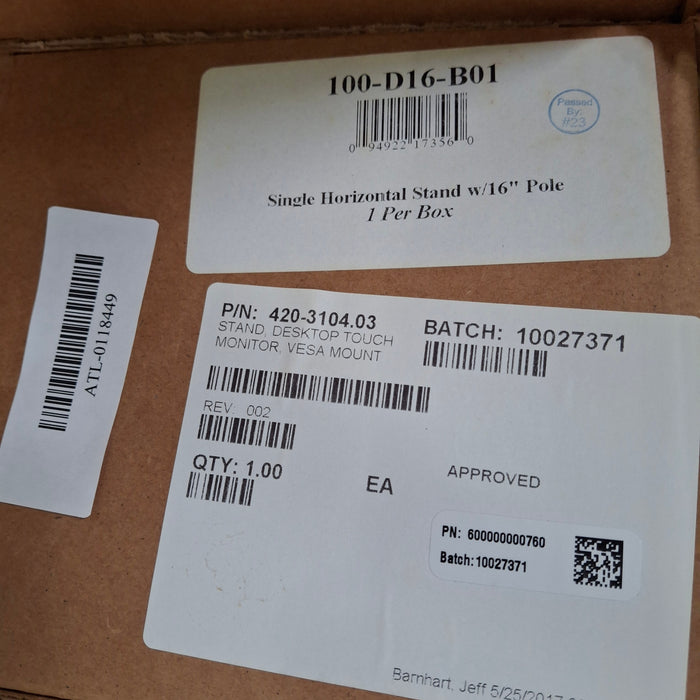 100-D16-B01
Passed
By:
#23
0 94922 17356 0
Single Horizontal Stand w/16" Pole
1 Per Box
ATL-0118449
P/N: 420-3104.03
STAND, DESKTOP TOUCH
MONITOR, VESA MOUNT
BATCH: 10027371
REV: 002
QTY: 1.00
EA
APPROVED
PN: 600000000760
Batch:10027371
Barnhart, Jeff 5/25/2017